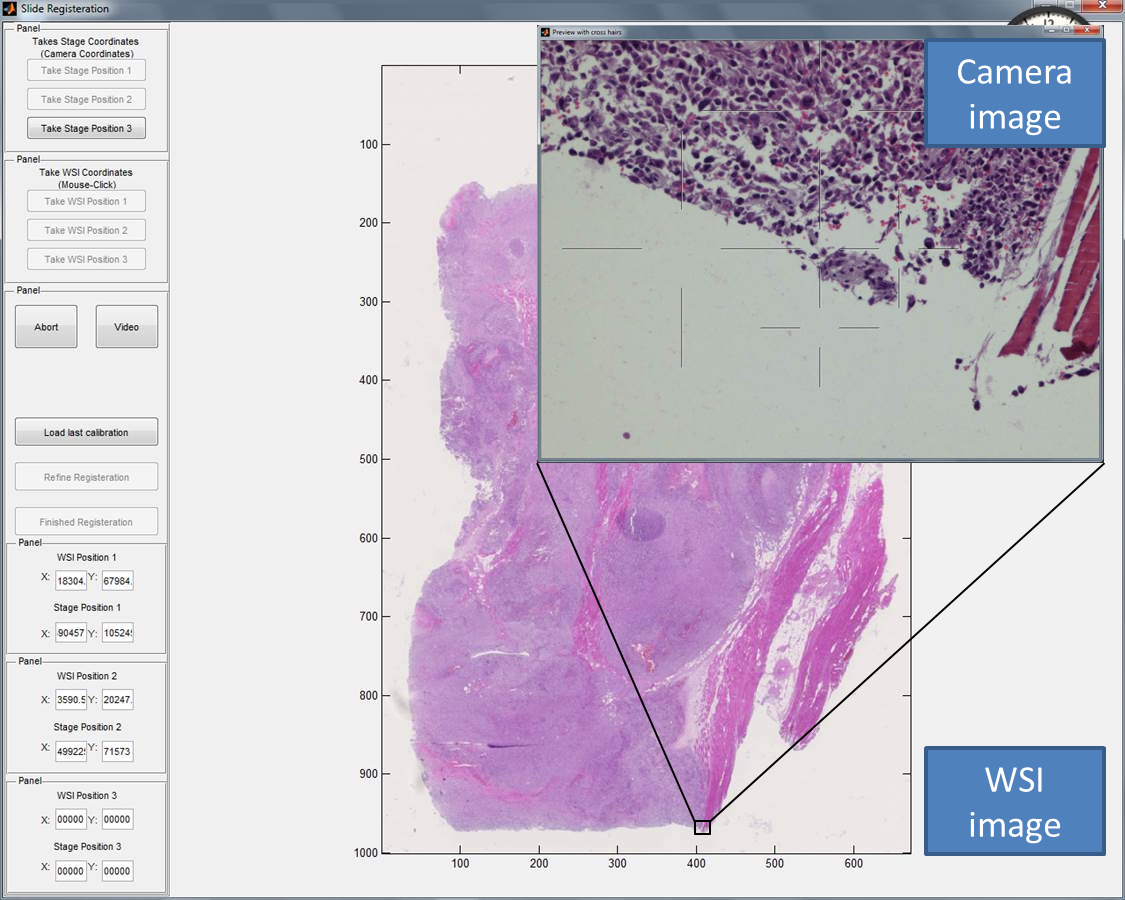 Slide Registeration
Panel
Takes Stage Coordinates
(Camera Coordinates)
Take Stage Position 1
Take Stage Position 2
Take Stage Position 3
Panel
Take WSI Coordinates
(Mouse-Click)
Take WSI Position 1
Take WSI Position 2
Take WSI Position 3
Panel
Abort
Video
Load last calibration
Refine Registeration
Finished Registeration
Panel
WSI Position 1
X: 18304. Y: 67984.
Stage Position 1
X: 90457 Y: 10524
Panel
WSI Position 2
X: 3590.5 Y: 20247.
Stage Position 2
X: 49922 Y: 71573
Panel
WSI Position 3
X: 00000 Y: 00000
Stage Position 3
X: 00000 Y: 00000
100
200
300
400
500
600
700
800
900
1000
100 200 300 400 500 600
Preview with cross hairs
Camera
image
WSI
image